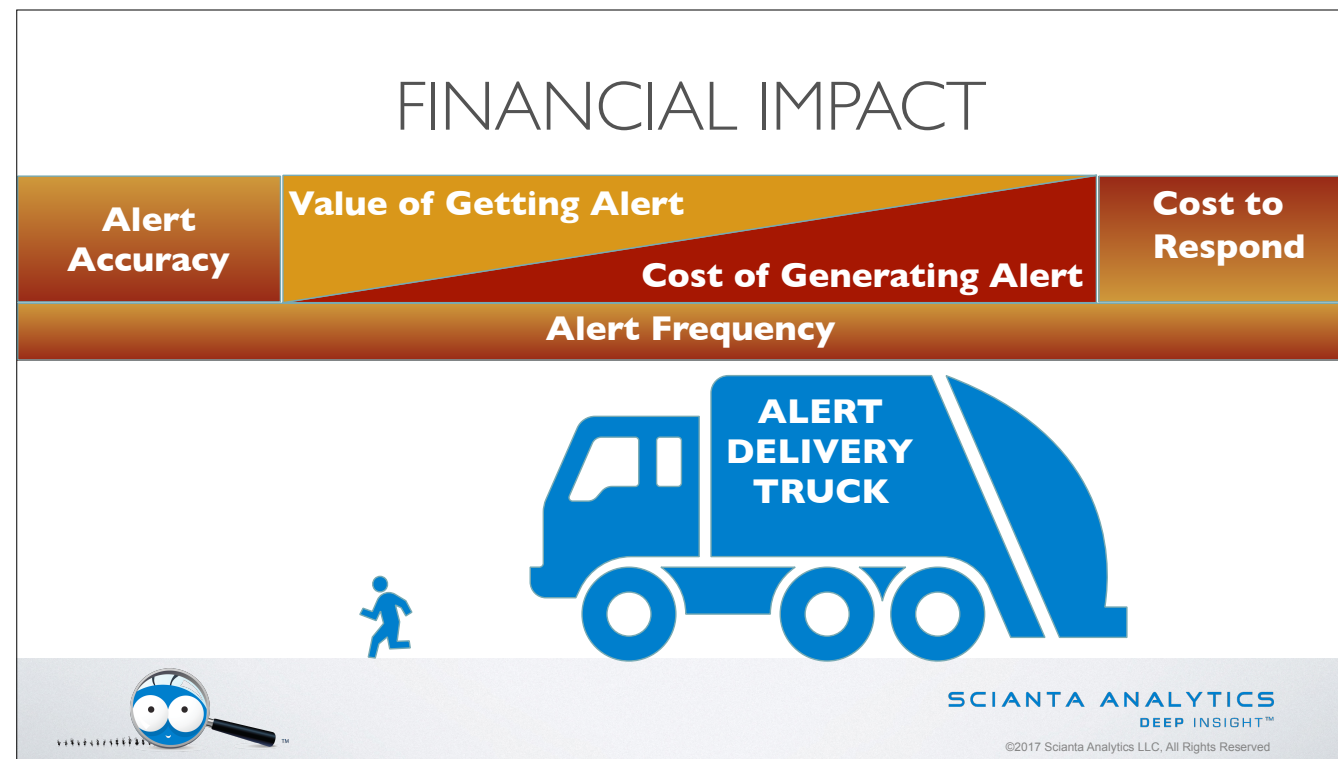 FINANCIAL IMPACT
Alert
Accuracy
Value of Getting Alert
Cost of Generating Alert
Cost to
Respond
Alert Frequency
ALERT
DELIVERY
TRUCK
TM
SCIANTA ANALYTICS
DEEP INSIGHT™
©2017 Scianta Analytics LLC, All Rights Reserved